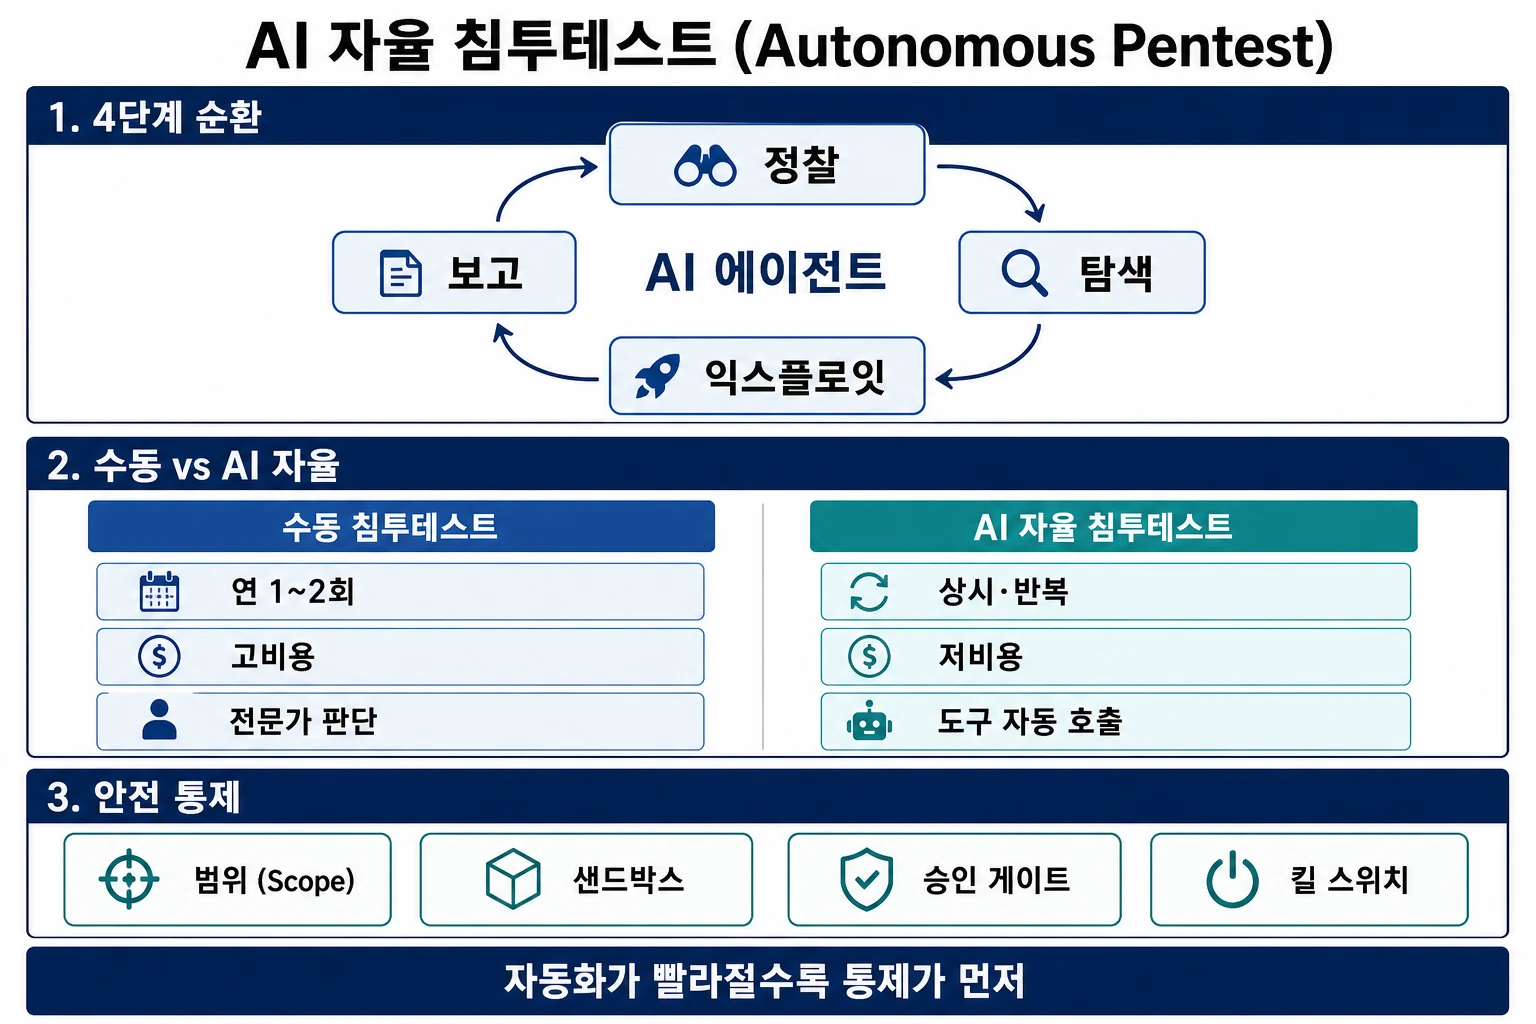 AI 자율 침투테스트 (Autonomous Pentest)
1. 4단계 순환
정찰
보고
AI 에이전트
탐색
익스플로잇
2. 수동 vs AI 자율
수동 침투테스트
AI 자율 침투테스트
연 1~2회
상시·반복
고비용
저비용
전문가 판단
도구 자동 호출
3. 안전 통제
범위 (Scope)
샌드박스
승인 게이트
킬 스위치
자동화가 빨라절수록 통제가 먼저